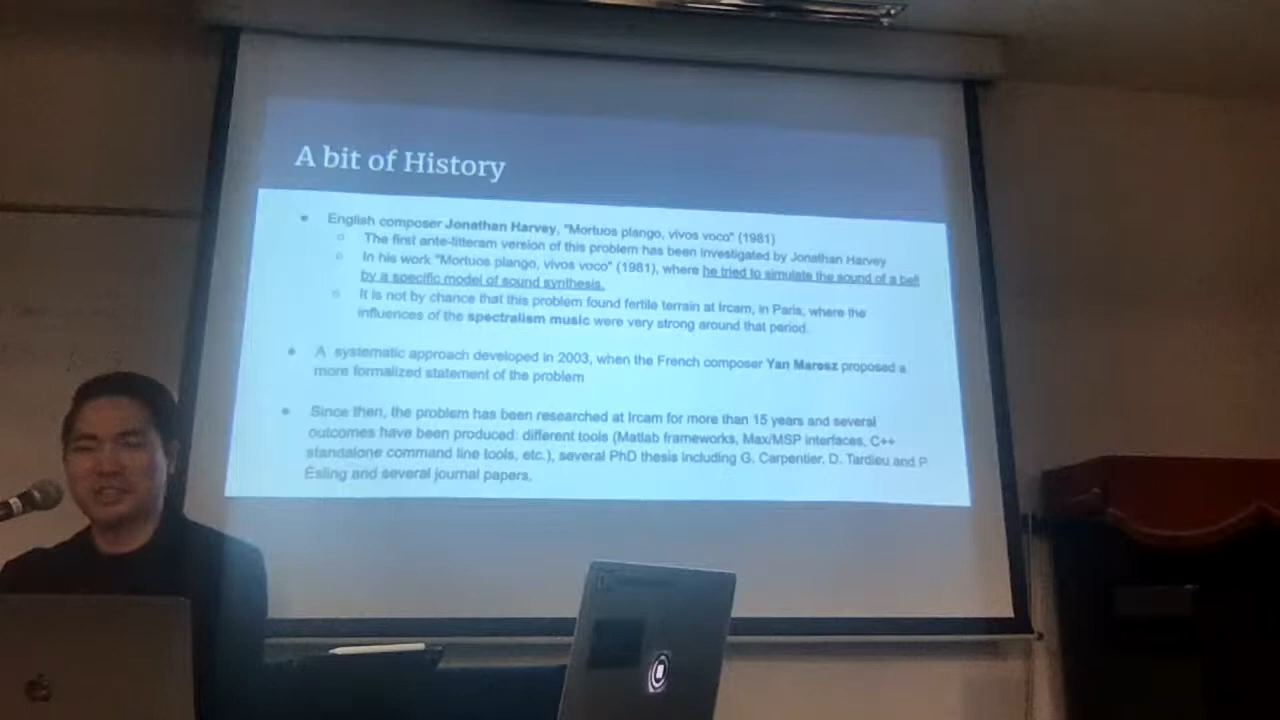 A bit of History
● English composer Jonathan Harvey, "Mortuos plango, vivos voco" (1981)
○ The first ante-litteram version of this problem has been investigated by Jonathan Harvey
○ In his work "Mortuos plango, vivos voco" (1981), where he tried to simulate the sound of a bell
by a specific model of sound synthesis.
○ It is not by chance that this problem found fertile terrain at Ircam, in Paris, where the
influences of the spectralism music were very strong around that period.
● A systematic approach developed in 2003, when the French composer Yan Maresz proposed a
more formalized statement of the problem
● Since then, the problem has been researched at Ircam for more than 15 years and several
outcomes have been produced: different tools (Matlab frameworks, Max/MSP interfaces, C++
standalone command line tools, etc.), several PhD thesis including G. Carpentier, D. Tardieu and P.
Esling and several journal papers.